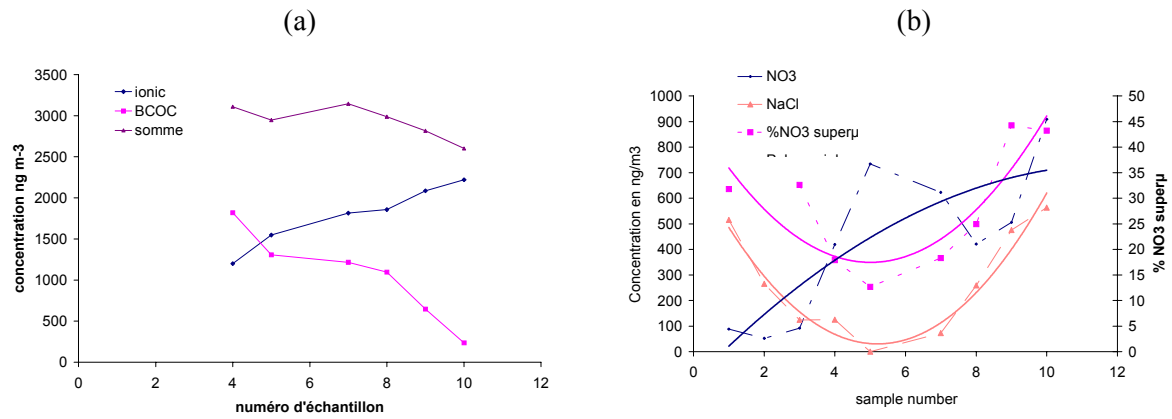 (a)
3500
3000
2500
2000
1500
1000
500
0
0 2 4 6 8 10 12
concentration ng m-3
numéro d'échantillon
ionic
BCOC
somme
(b)
NO3
NaCl
%NO3 superμ
1000
900
800
700
600
500
400
300
200
100
0
Concentration en ng/m3
0 2 4 6 8 10 12
sample number
50
45
40
35
30
25
20
15
10
5
0
% NO3 superμ